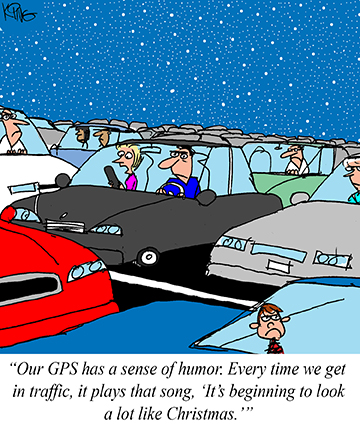 KING
“Our GPS has a sense of humor. Every time we get
in traffic, it plays that song, ‘It’s beginning to look
a lot like Christmas.’”